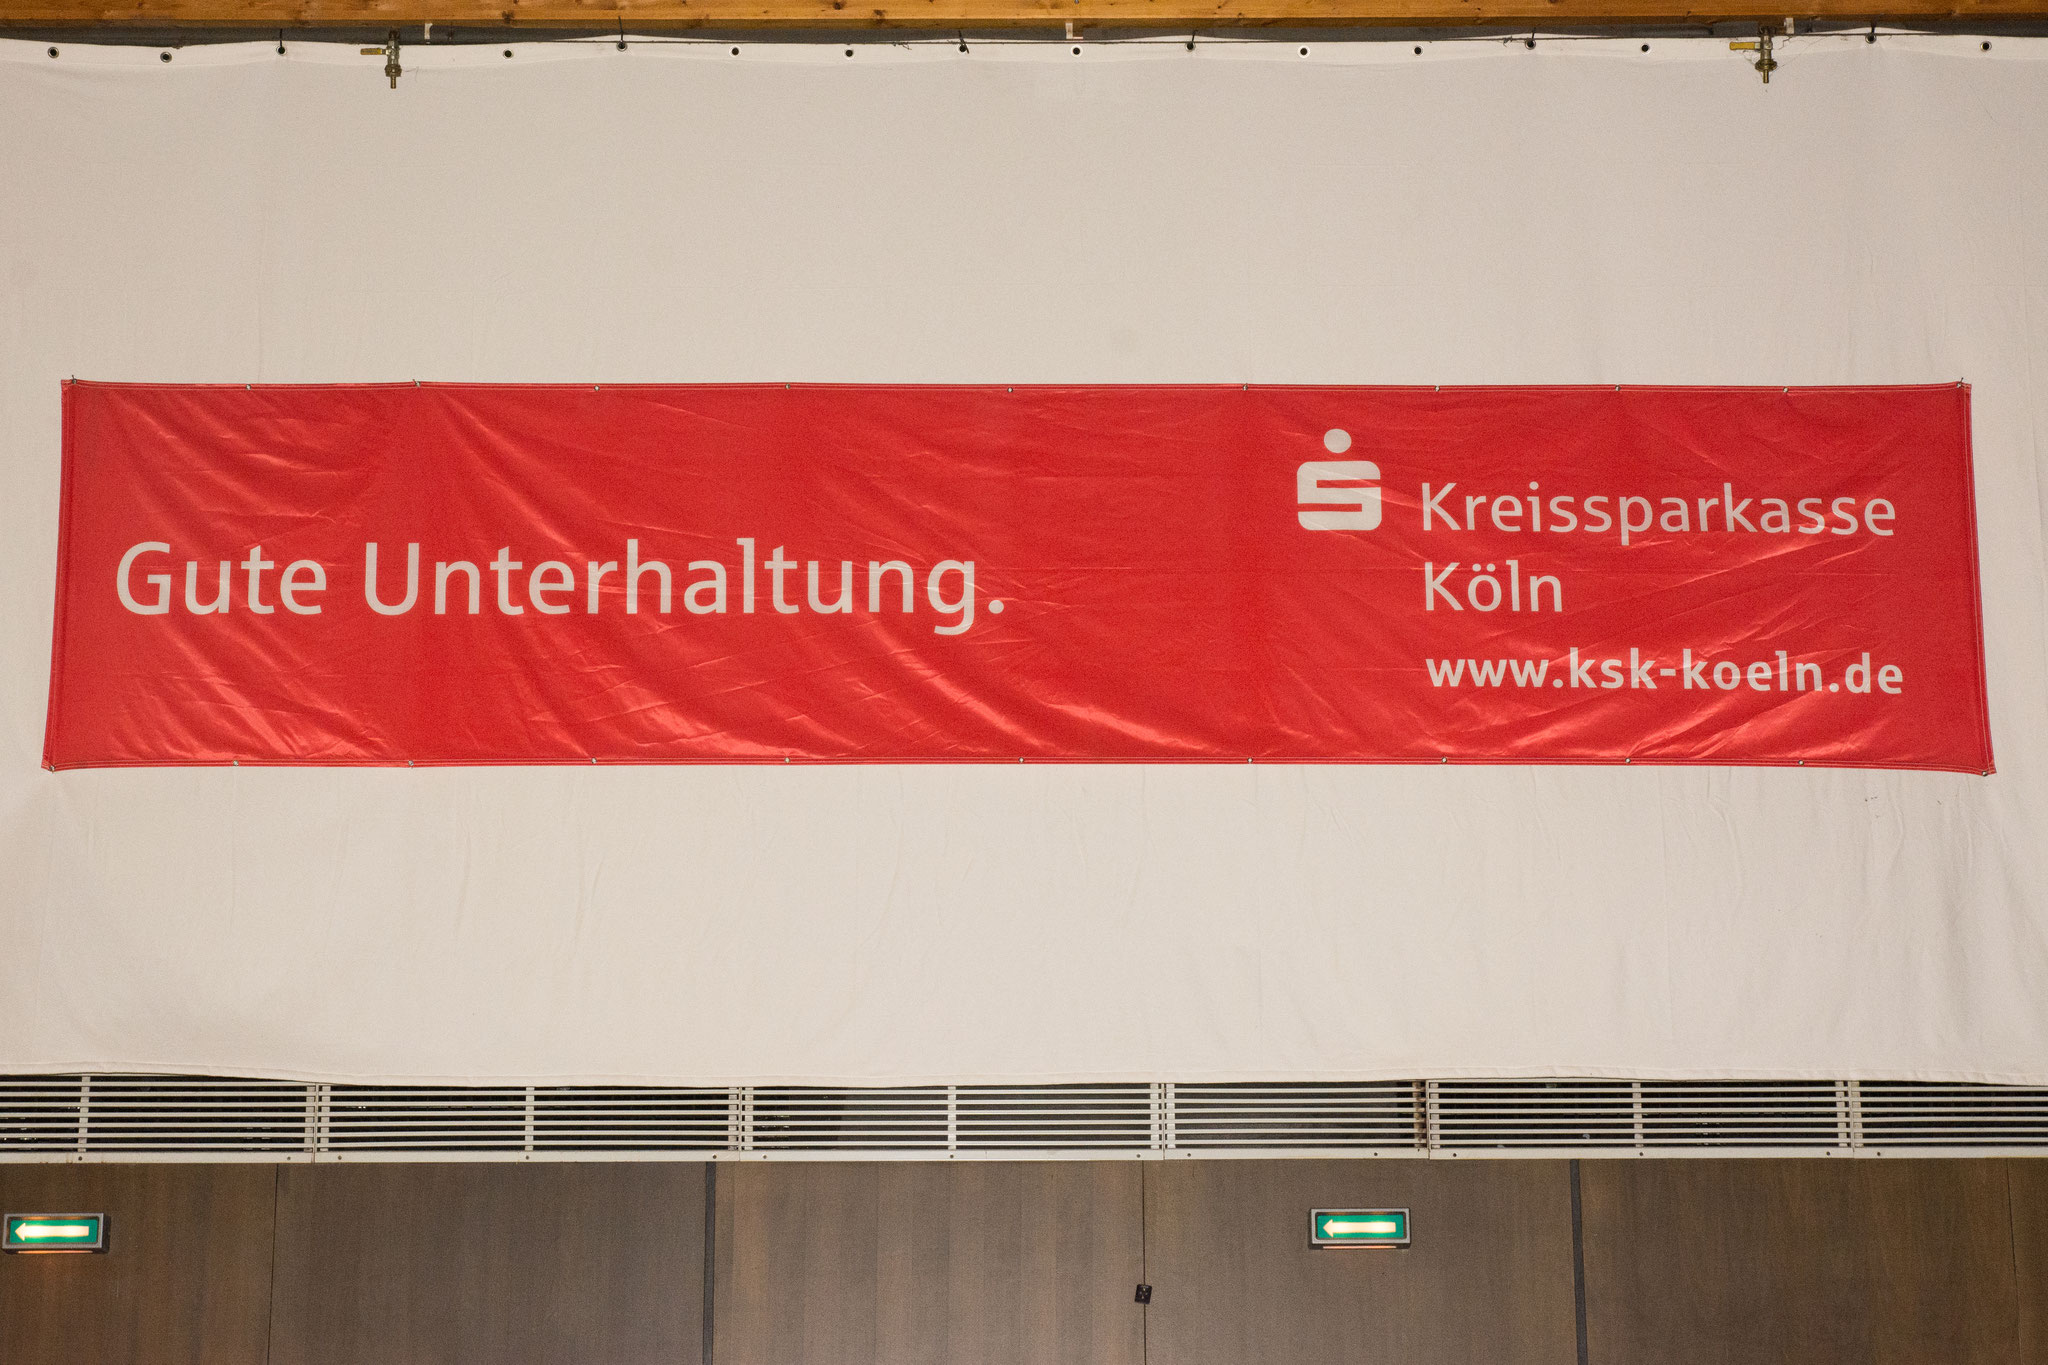 Gute Unterhaltung.
Kreissparkasse
Köln
www.ksk-koeln.de